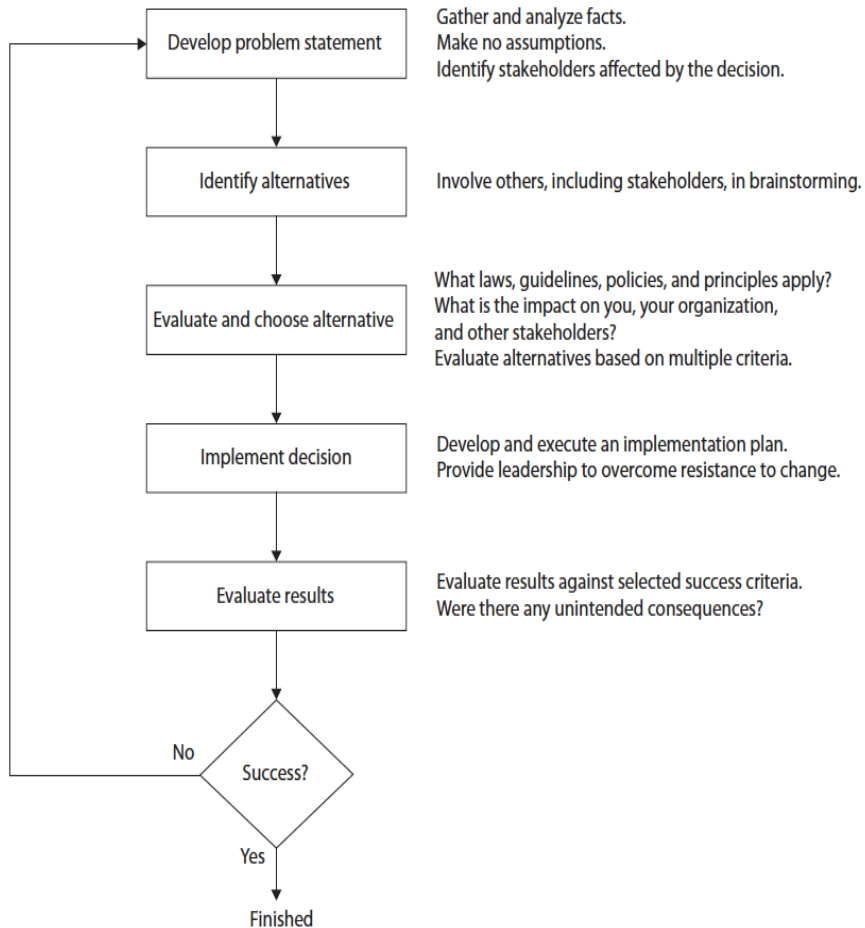 Develop problem statement
Gather and analyze facts.
Make no assumptions.
Identify stakeholders affected by the decision.
Identify alternatives
Involve others, including stakeholders, in brainstorming.
Evaluate and choose alternative
What laws, guidelines, policies, and principles apply?
What is the impact on you, your organization,
and other stakeholders?
Evaluate alternatives based on multiple criteria.
Implement decision
Develop and execute an implementation plan.
Provide leadership to overcome resistance to change.
Evaluate results
Evaluate results against selected success criteria.
Were there any unintended consequences?
No
Success?
Yes
Finished